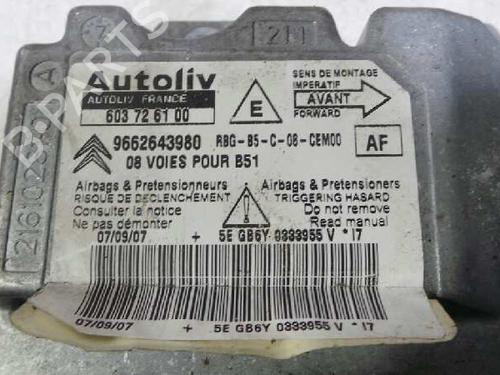 211
B-PARTS
Autoliv
AUTOLIV FRANCE
603 72 61 00
E
SENS DE MONTAGE
IMPERATIF
AVANT
FORWARD
9662643980 RBG-B5-C-08-CEM00
AF
08 VOIES POUR B51
Airbags & Pretensionneurs
RISQUE DE DECLENCHEMENT
Consulter la notice
Ne pas démonter
Airbags & Pretensioners
TRIGGERING HASARD
Do not remove
Read manual
07/09/07 + 5E GB6Y 0333955 V * 17
07/09/07 + 5E GB6Y 0333955 V * 17
A